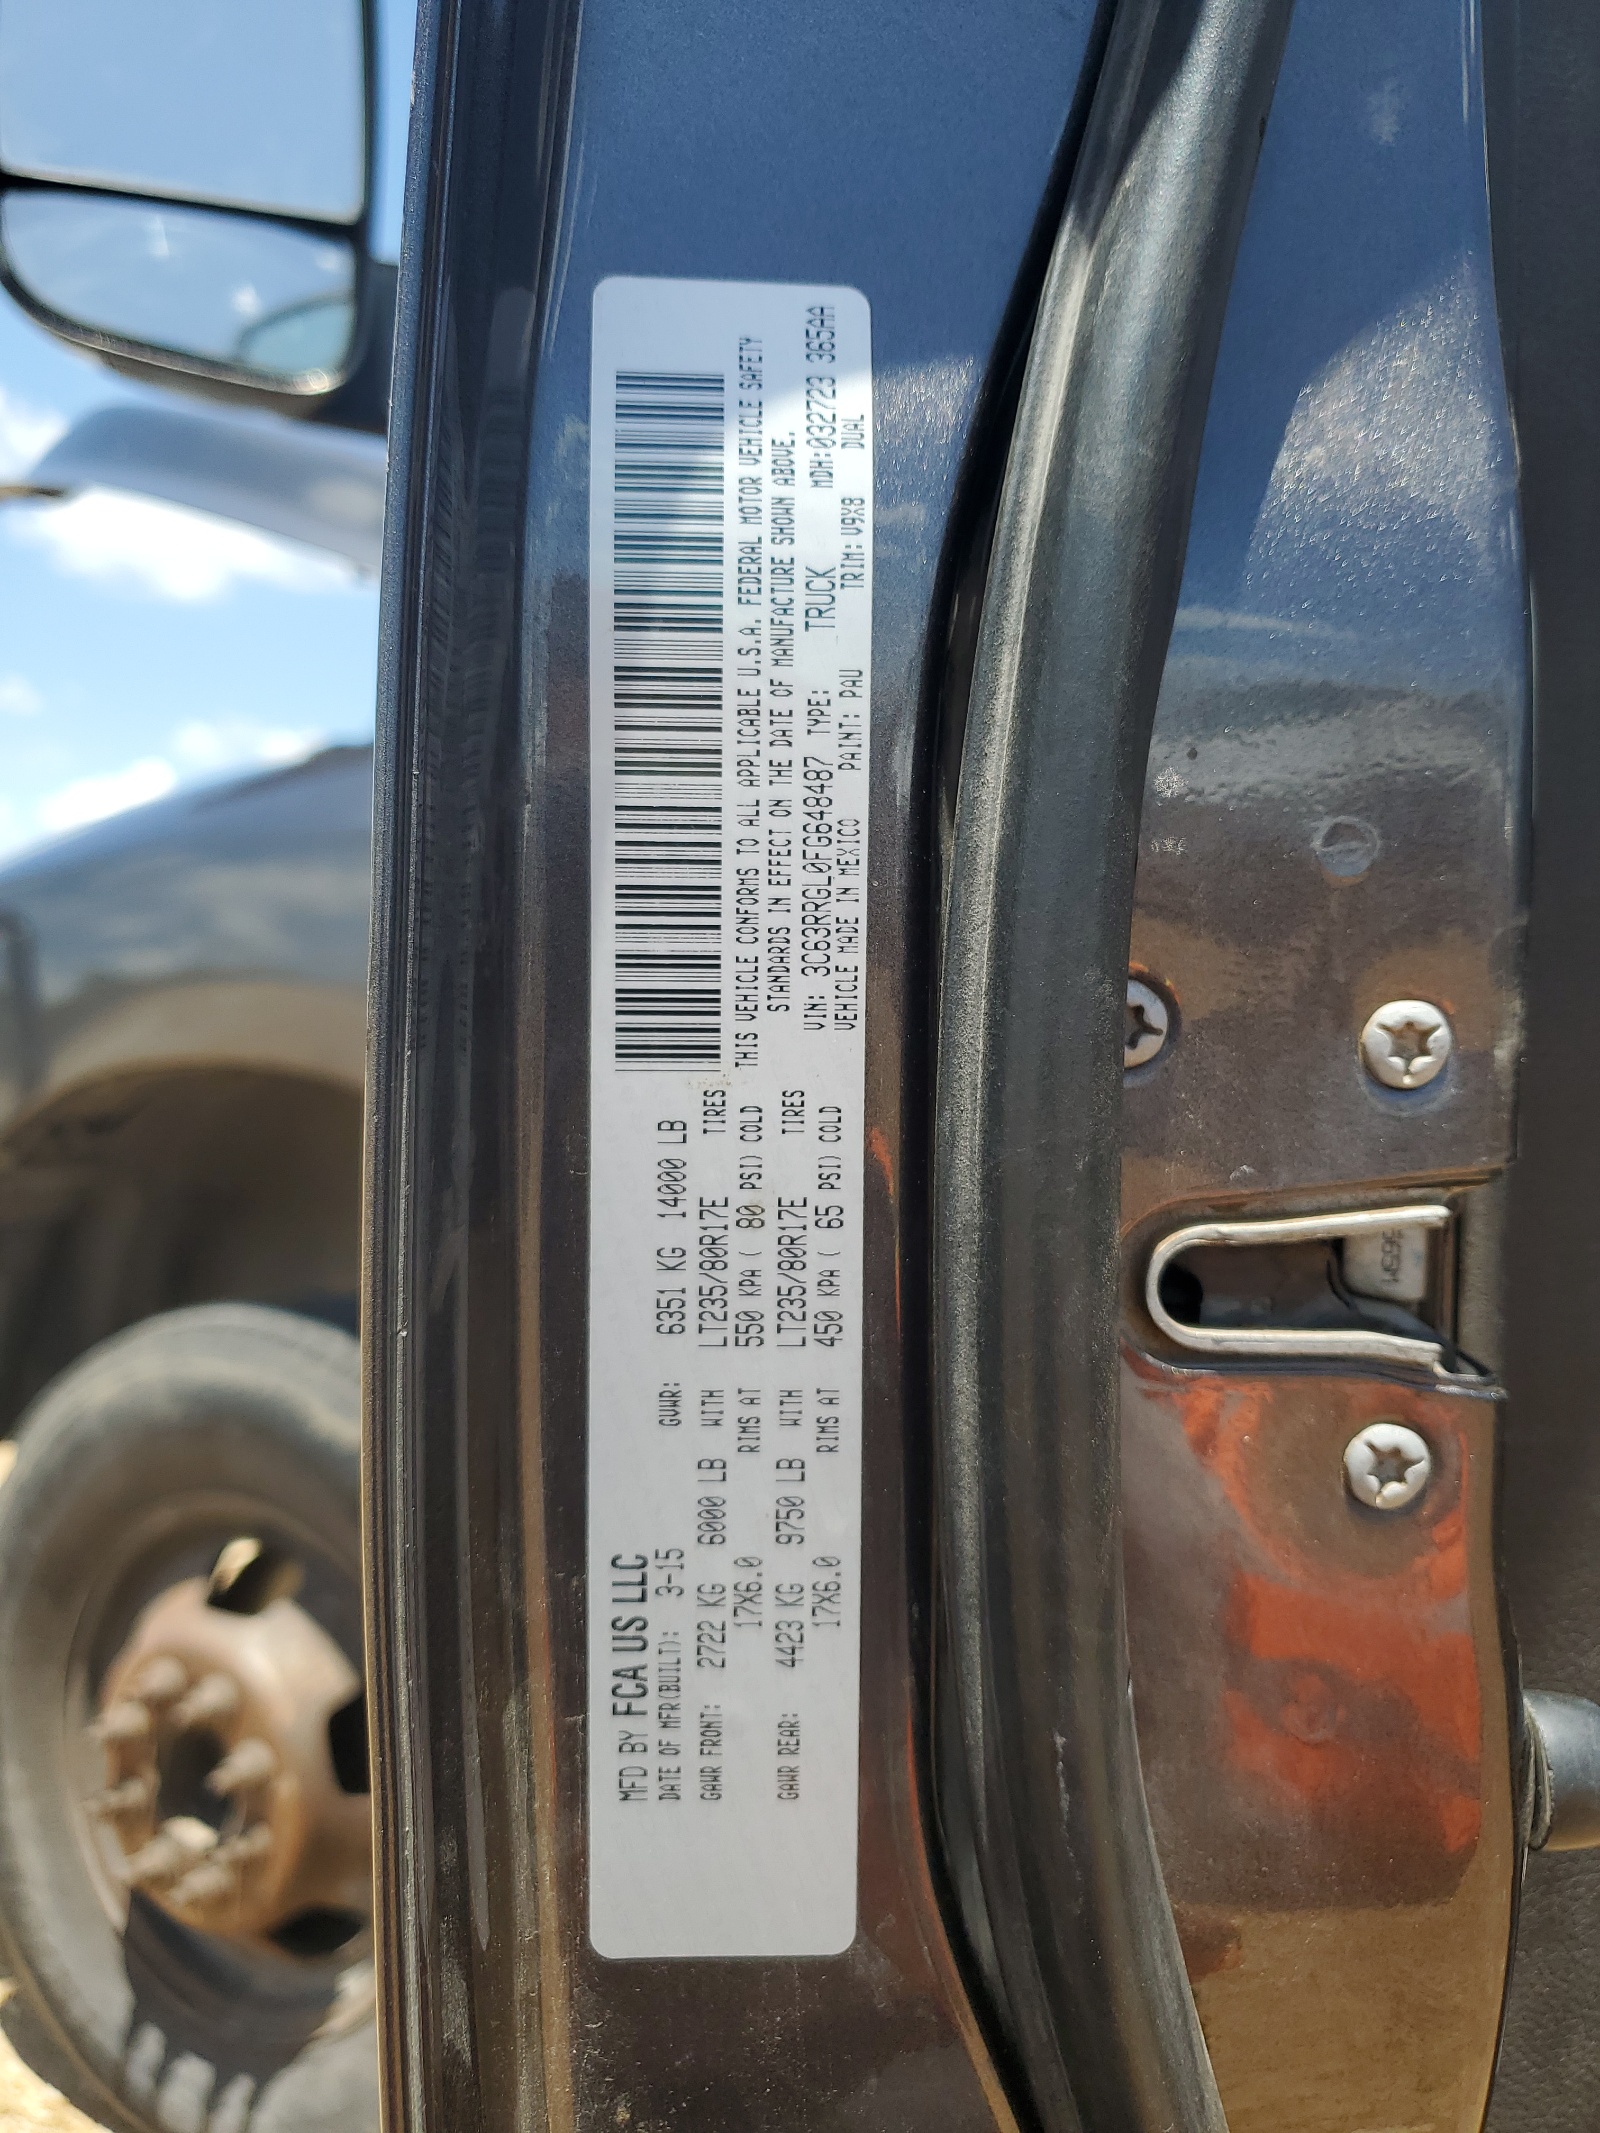 MFD BY FCA US LLC
DATE OF MFR(BUILT): 3-15 GVWR: 6351 KG 14000 LB
GAWR FRONT: 2722 KG 6000 LB WITH LT235/80R17E TIRES
17X6.0 RIMS AT 550 KPA ( 80 PSI) COLD
GAWR REAR: 4423 KG 9750 LB WITH LT235/80R17E TIRES
17X6.0 RIMS AT 450 KPA ( 65 PSI) COLD
THIS VEHICLE CONFORMS TO ALL APPLICABLE U.S.A. FEDERAL MOTOR VEHICLE SAFETY
STANDARDS IN EFFECT ON THE DATE OF MANUFACTURE SHOWN ABOVE.
VIN: 3C63RRGL0FG648487 TYPE: TRUCK MDH:032723 365AA
VEHICLE MADE IN MEXICO PAINT: PAU TRIM: V9X8 DUAL